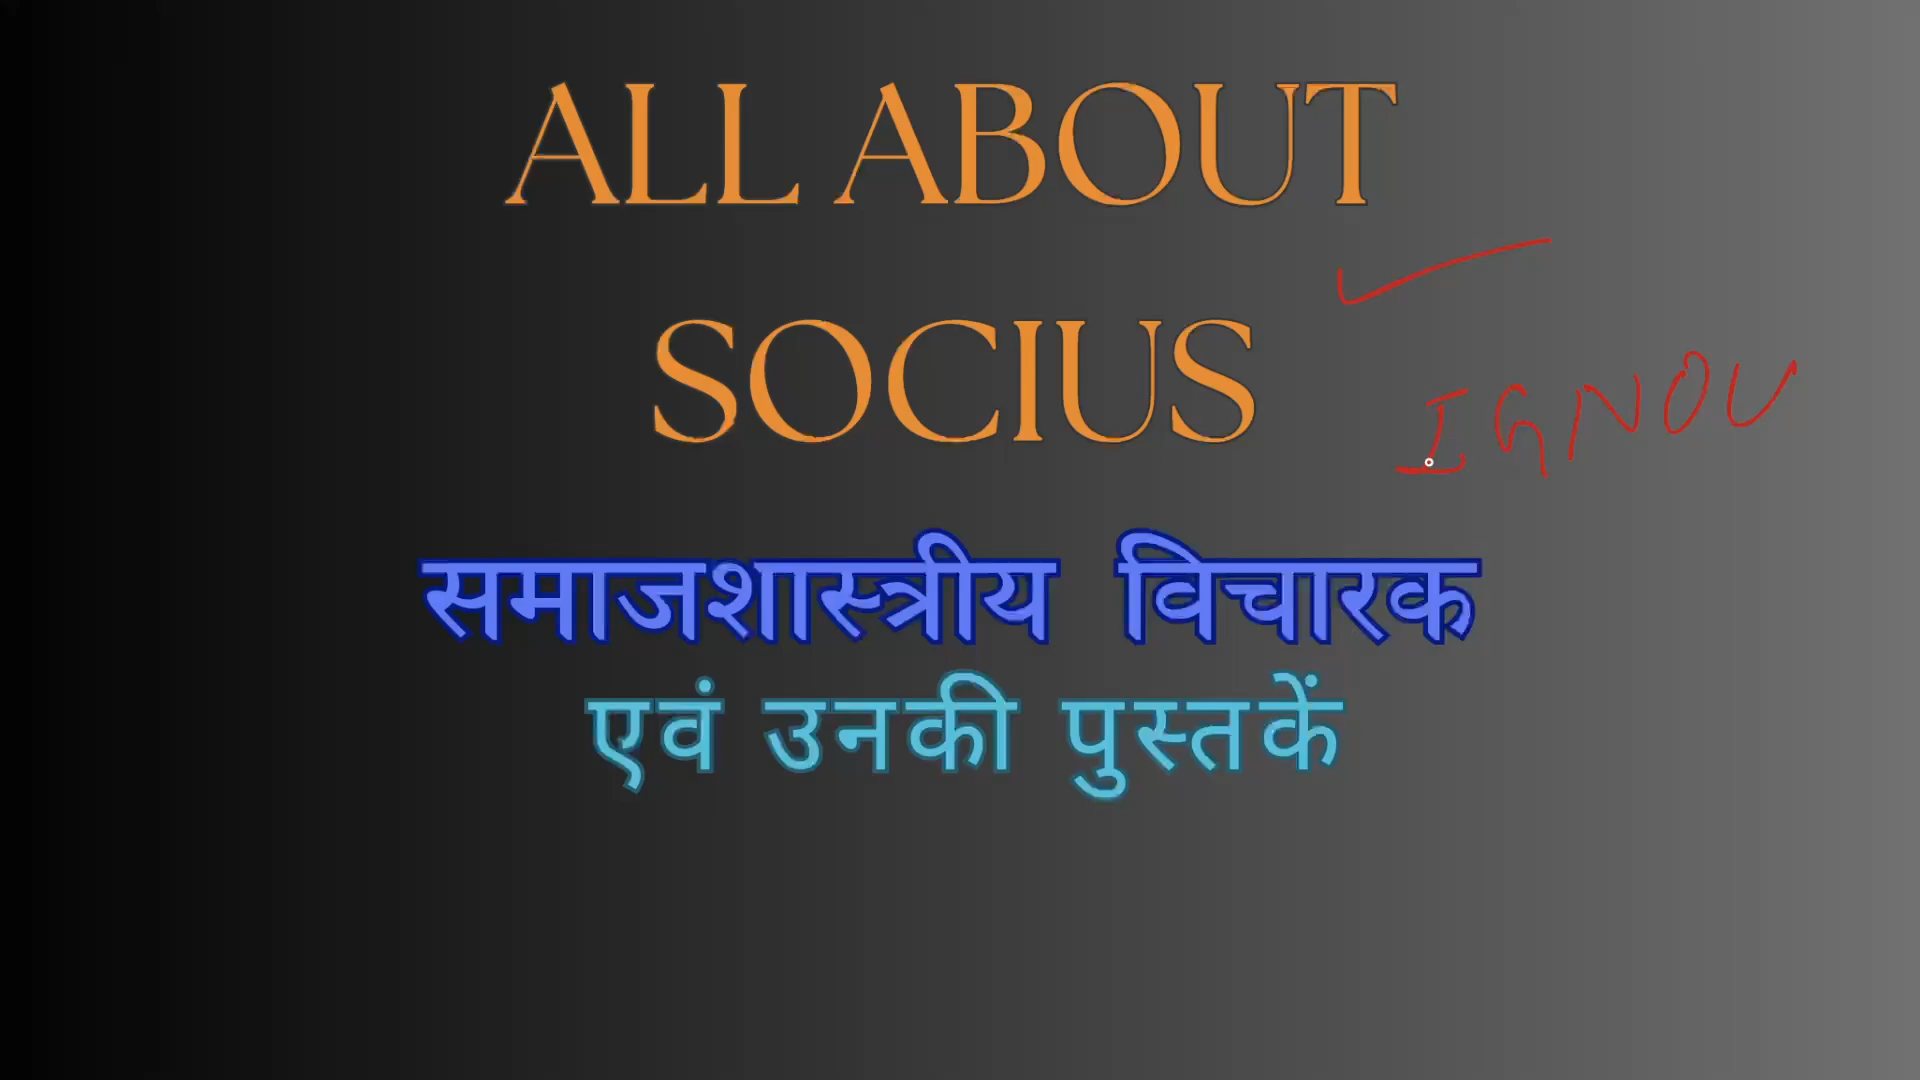 ALL ABOUT
SOCIUS
IGNOU
समाजशास्त्रीय विचारक
एवं उनकी पुस्तकें